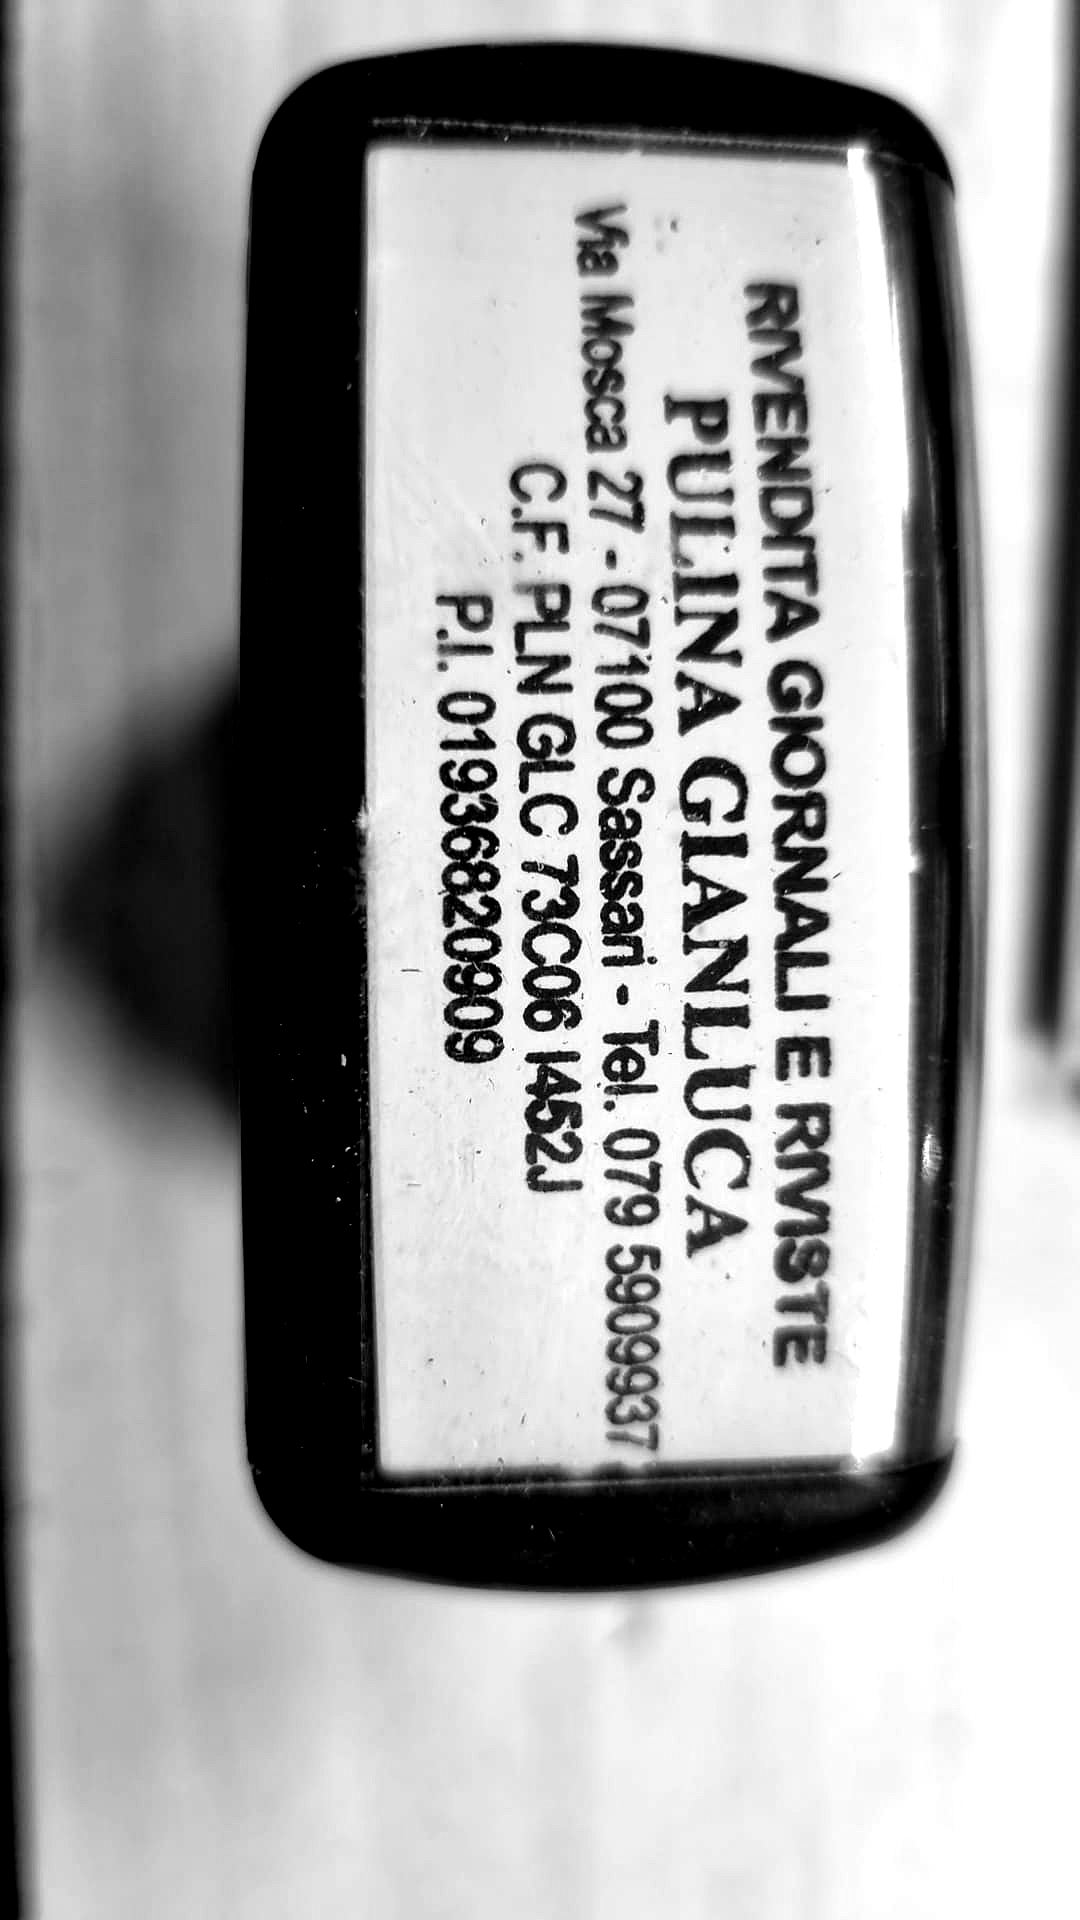 RIVENDITA GIORNALI E RIVISTE
PULINA GIANLUCA
Via Mosca 27 - 07100 Sassari - Tel. 079 5909937
C.F. PLN GLC 73C06 I452J
P.I. 01936820909